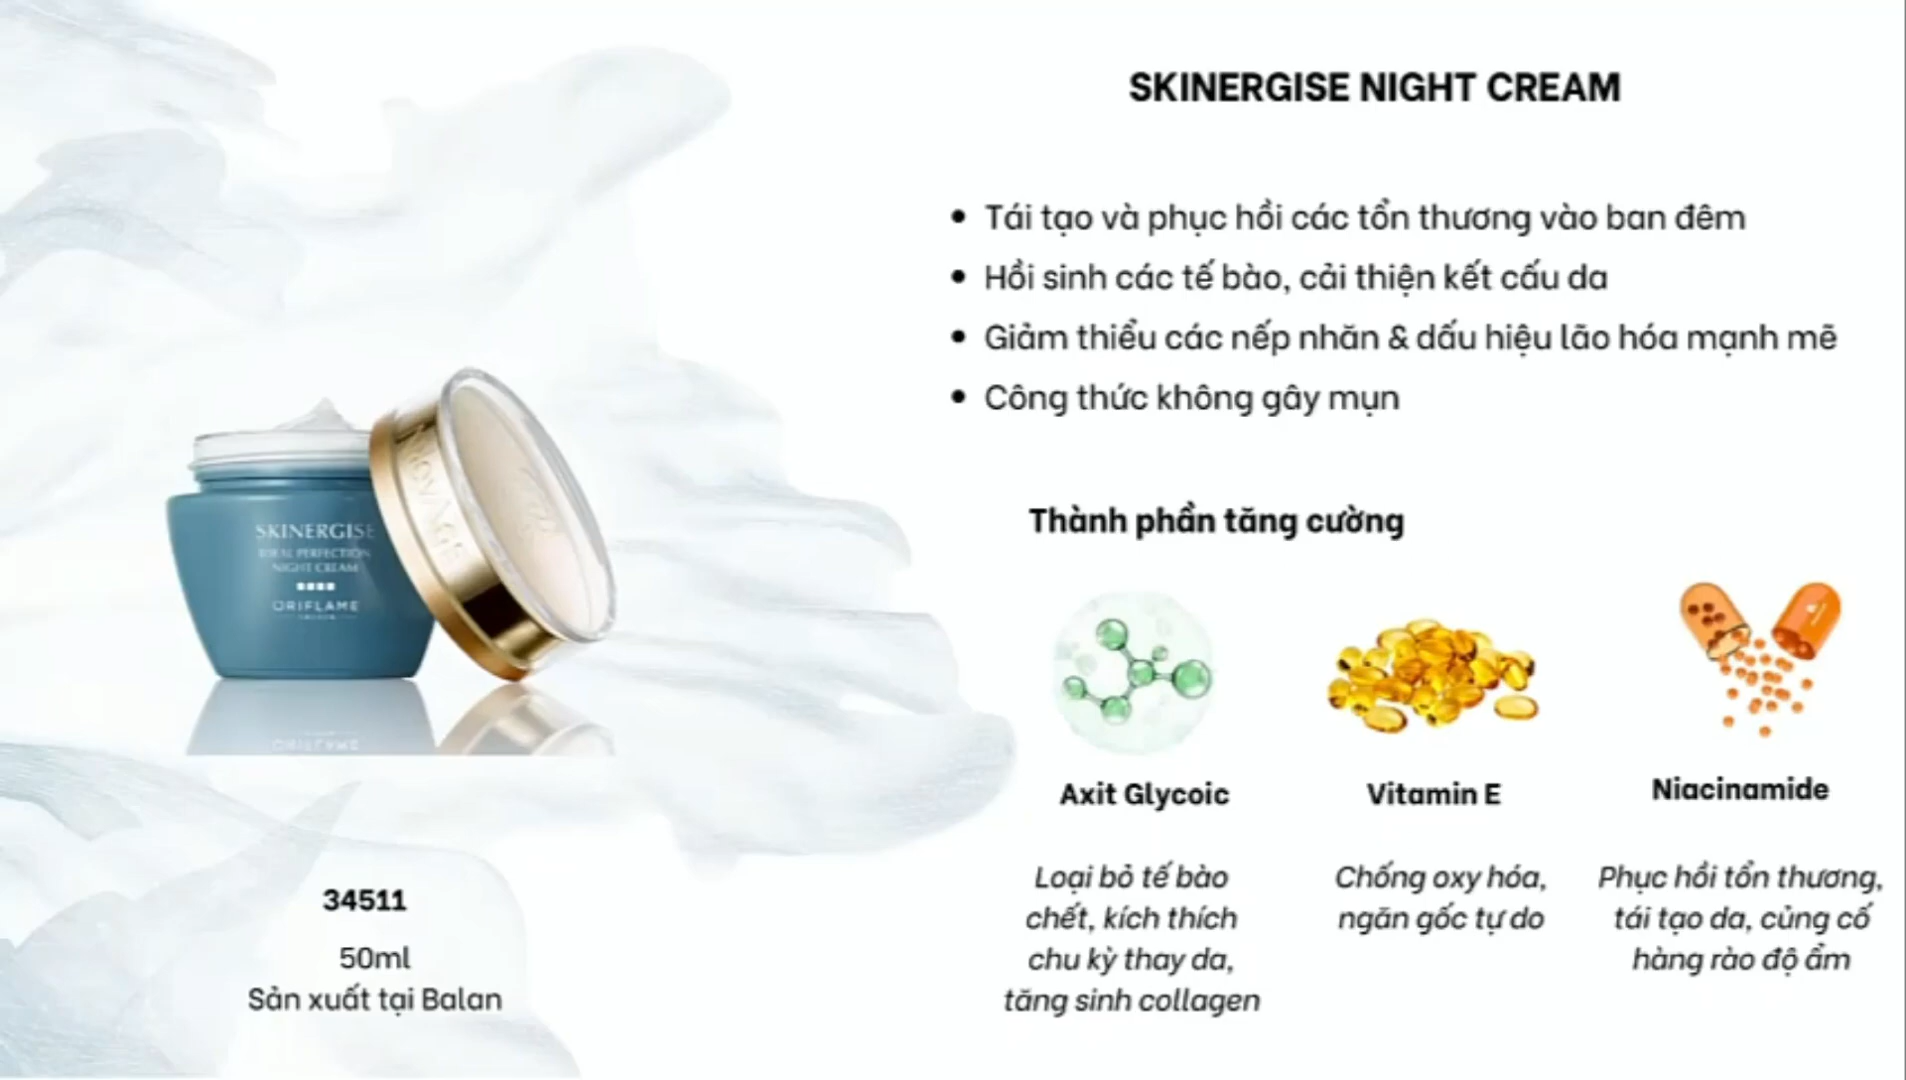 SKINERGISE NIGHT CREAM
• Tái tạo và phục hồi các tổn thương vào ban đêm
• Hồi sinh các tế bào, cải thiện kết cấu da
• Giảm thiểu các nếp nhăn & dấu hiệu lão hóa mạnh mẽ
• Công thức không gây mụn
NOVAGE
SKINERGISE
IDEAL PERFECTION
NIGHT CREAM
ORIFLAME
34511
50ml
Sản xuất tại Balan
Thành phần tăng cường
Axit Glycoic
Loại bỏ tế bào
chết, kích thích
chu kỳ thay da,
tăng sinh collagen
Vitamin E
Chống oxy hóa,
ngăn gốc tự do
Niacinamide
Phục hồi tổn thương,
tái tạo da, củng cố
hàng rào độ ẩm